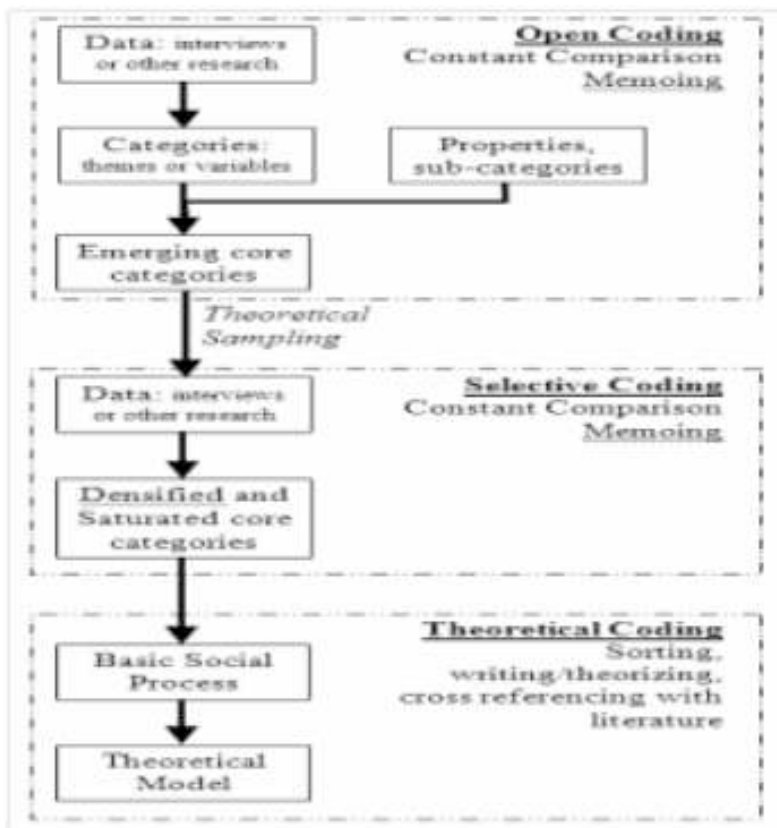 Data: interviews
or other research
Open Coding
Constant Comparison
Memoing
Categories:
themes or variables
Properties,
sub-categories
Emerging core
categories
Theoretical
Sampling
Data: interviews
or other research
Selective Coding
Constant Comparison
Memoing
Densified and
Saturated core
categories
Theoretical Coding
Sorting,
writing/theorizing,
cross referencing with
literature
Basic Social
Process
Theoretical
Model